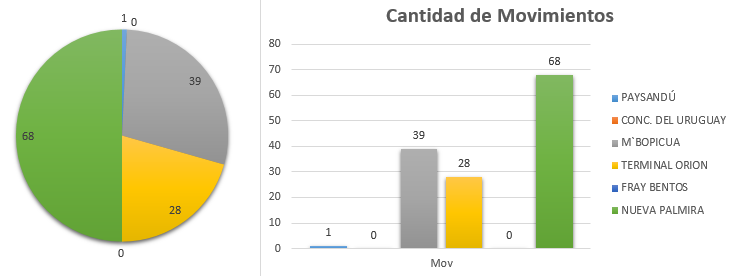 1
0
39
68
28
0
Cantidad de Movimientos
80
70
60
50
40
30
20
10
0
1
0
39
28
0
68
Mov
PAYSANDÚ
CONC. DEL URUGUAY
M`BOPICUA
TERMINAL ORION
FRAY BENTOS
NUEVA PALMIRA